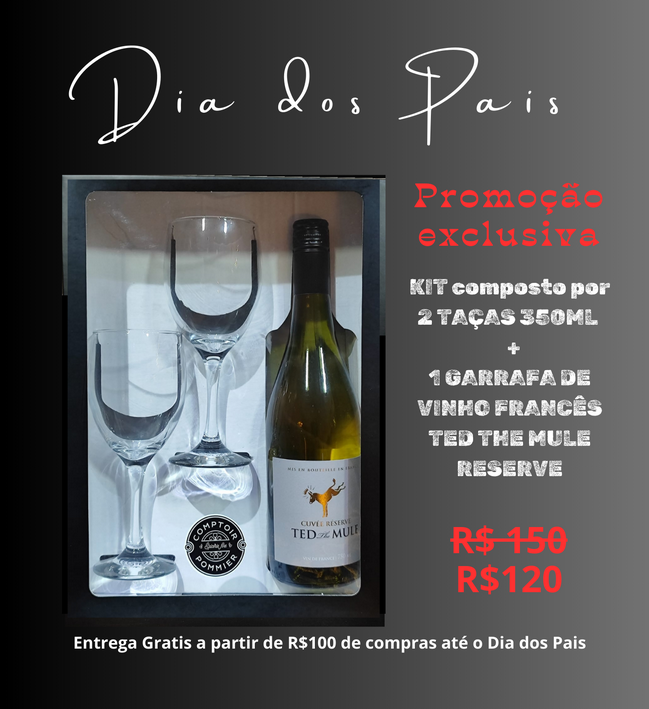 Dia dos Pais
Promoção
exclusiva
KIT composto por
2 TAÇAS 350ML
+
1 GARRAFA DE
VINHO FRANCÊS
TED THE MULE
RESERVE
CUVÉE RESERVE
TED The MULE
COMPTOIR
POMMIER
R$ 150
R$120
Entrega Gratis a partir de R$100 de compras até o Dia dos Pais